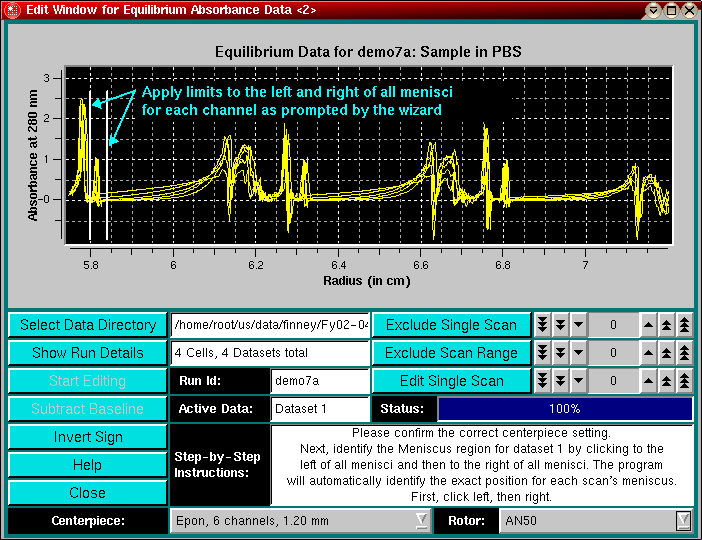 Edit Window for Equilibrium Absorbance Data <2>
Equilibrium Data for demo7a: Sample in PBS
Absorbance at 280 nm
3
2
1
0
Apply limits to the left and right of all menisci
for each channel as prompted by the wizard
5.8 6 6.2 6.4 6.6 6.8 7
Radius (in cm)
Select Data Directory /home/root/us/data/finney/Fy02-04 Exclude Single Scan 0
Show Run Details 4 Cells, 4 Datasets total Exclude Scan Range 0
Start Editing Run Id: demo7a Edit Single Scan 0
Subtract Baseline Active Data: Dataset 1 Status: 100%
Invert Sign
Help
Close
Step-by-Step
Instructions:
Please confirm the correct centerpiece setting.
Next, identify the Meniscus region for dataset 1 by clicking to the
left of all menisci and then to the right of all menisci. The program
will automatically identify the exact position for each scan's meniscus.
First, click left, then right.
Centerpiece: Epon, 6 channels, 1.20 mm Rotor: AN50